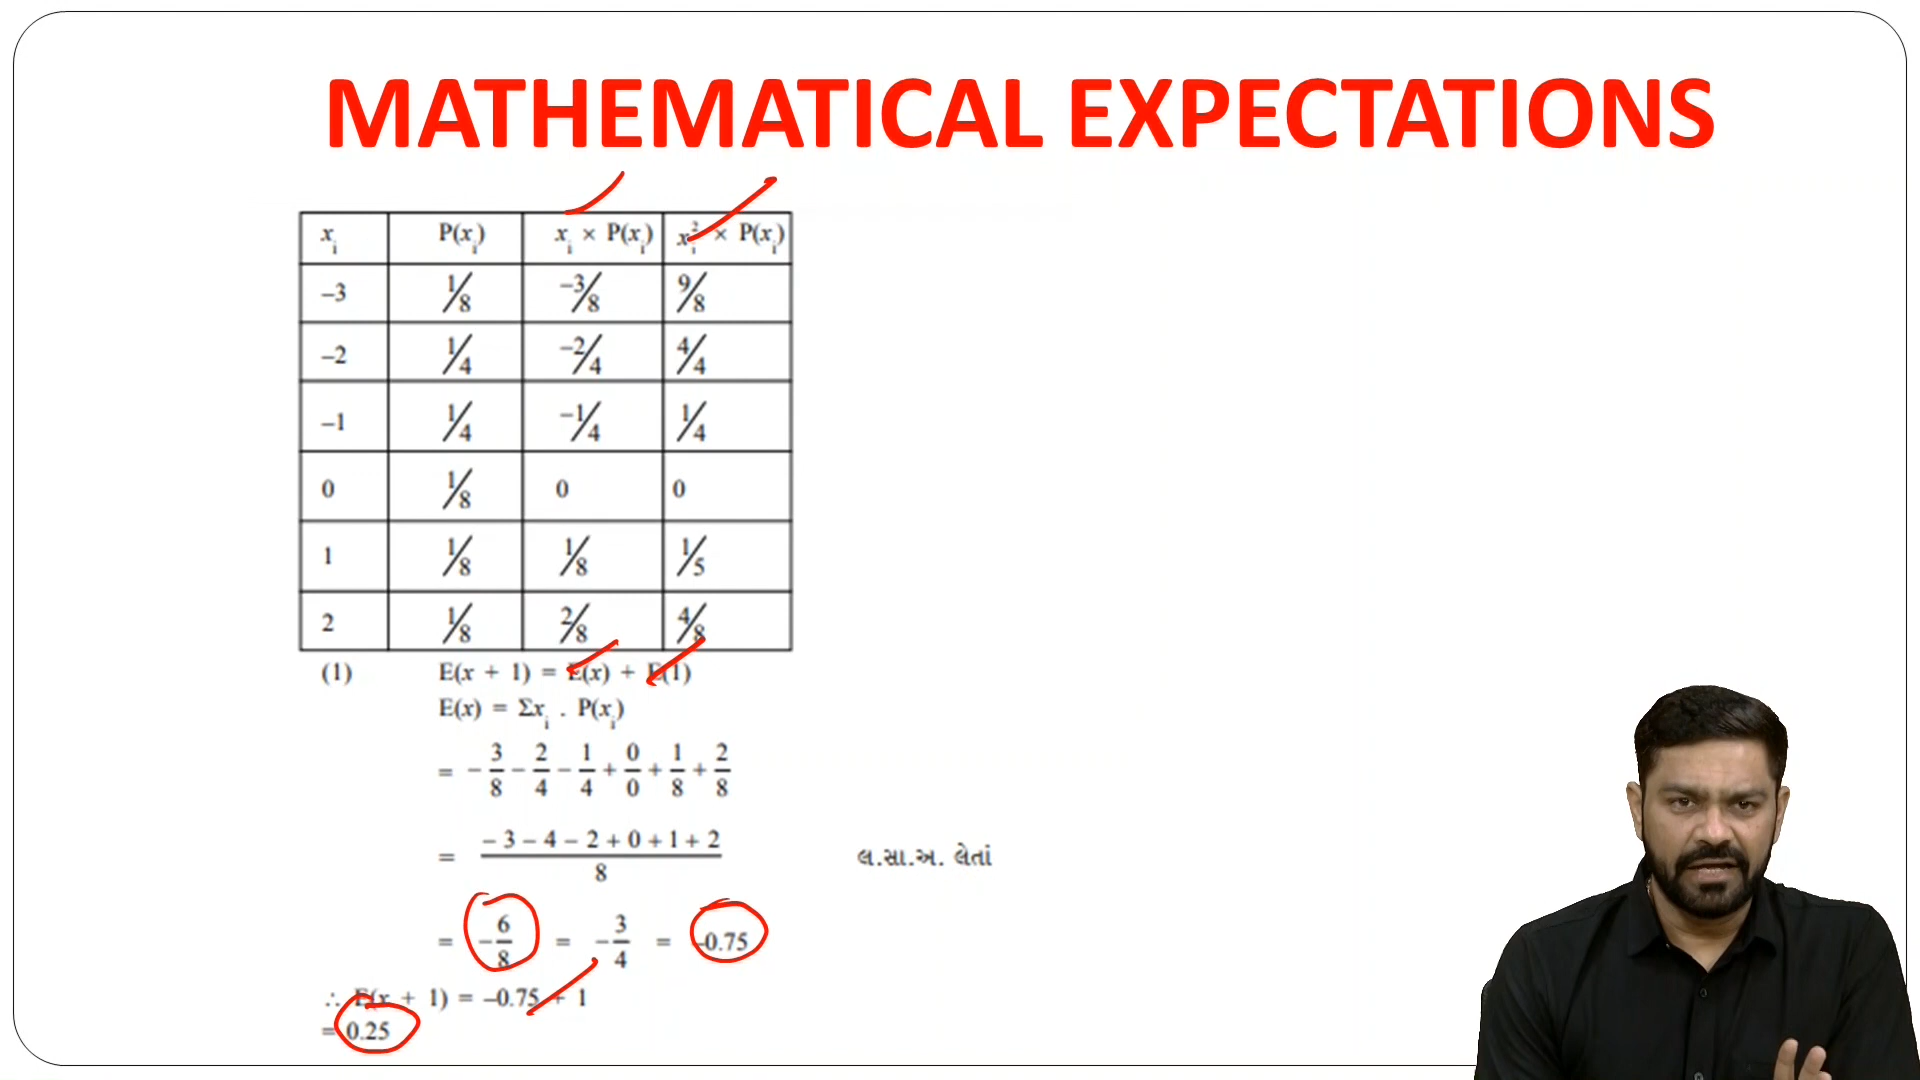 MATHEMATICAL EXPECTATIONS
xᵢ P(xᵢ) xᵢ × P(xᵢ) xᵢ² × P(xᵢ)
–3 1/8 –3/8 9/8
–2 1/4 –2/4 4/4
–1 1/4 –1/4 1/4
0 1/8 0 0
1 1/8 1/8 1/5
2 1/8 2/8 4/8
(1) E(x + 1) = E(x) + E(1)
E(x) = Σxᵢ . P(xᵢ)
= - 3/8 - 2/4 - 1/4 + 0/0 + 1/8 + 2/8
= (- 3 - 4 - 2 + 0 + 1 + 2)/8 લ.સા.અ. લેતાં
= - 6/8 = - 3/4 = -0.75
∴ E(x + 1) = –0.75 + 1
= 0.25